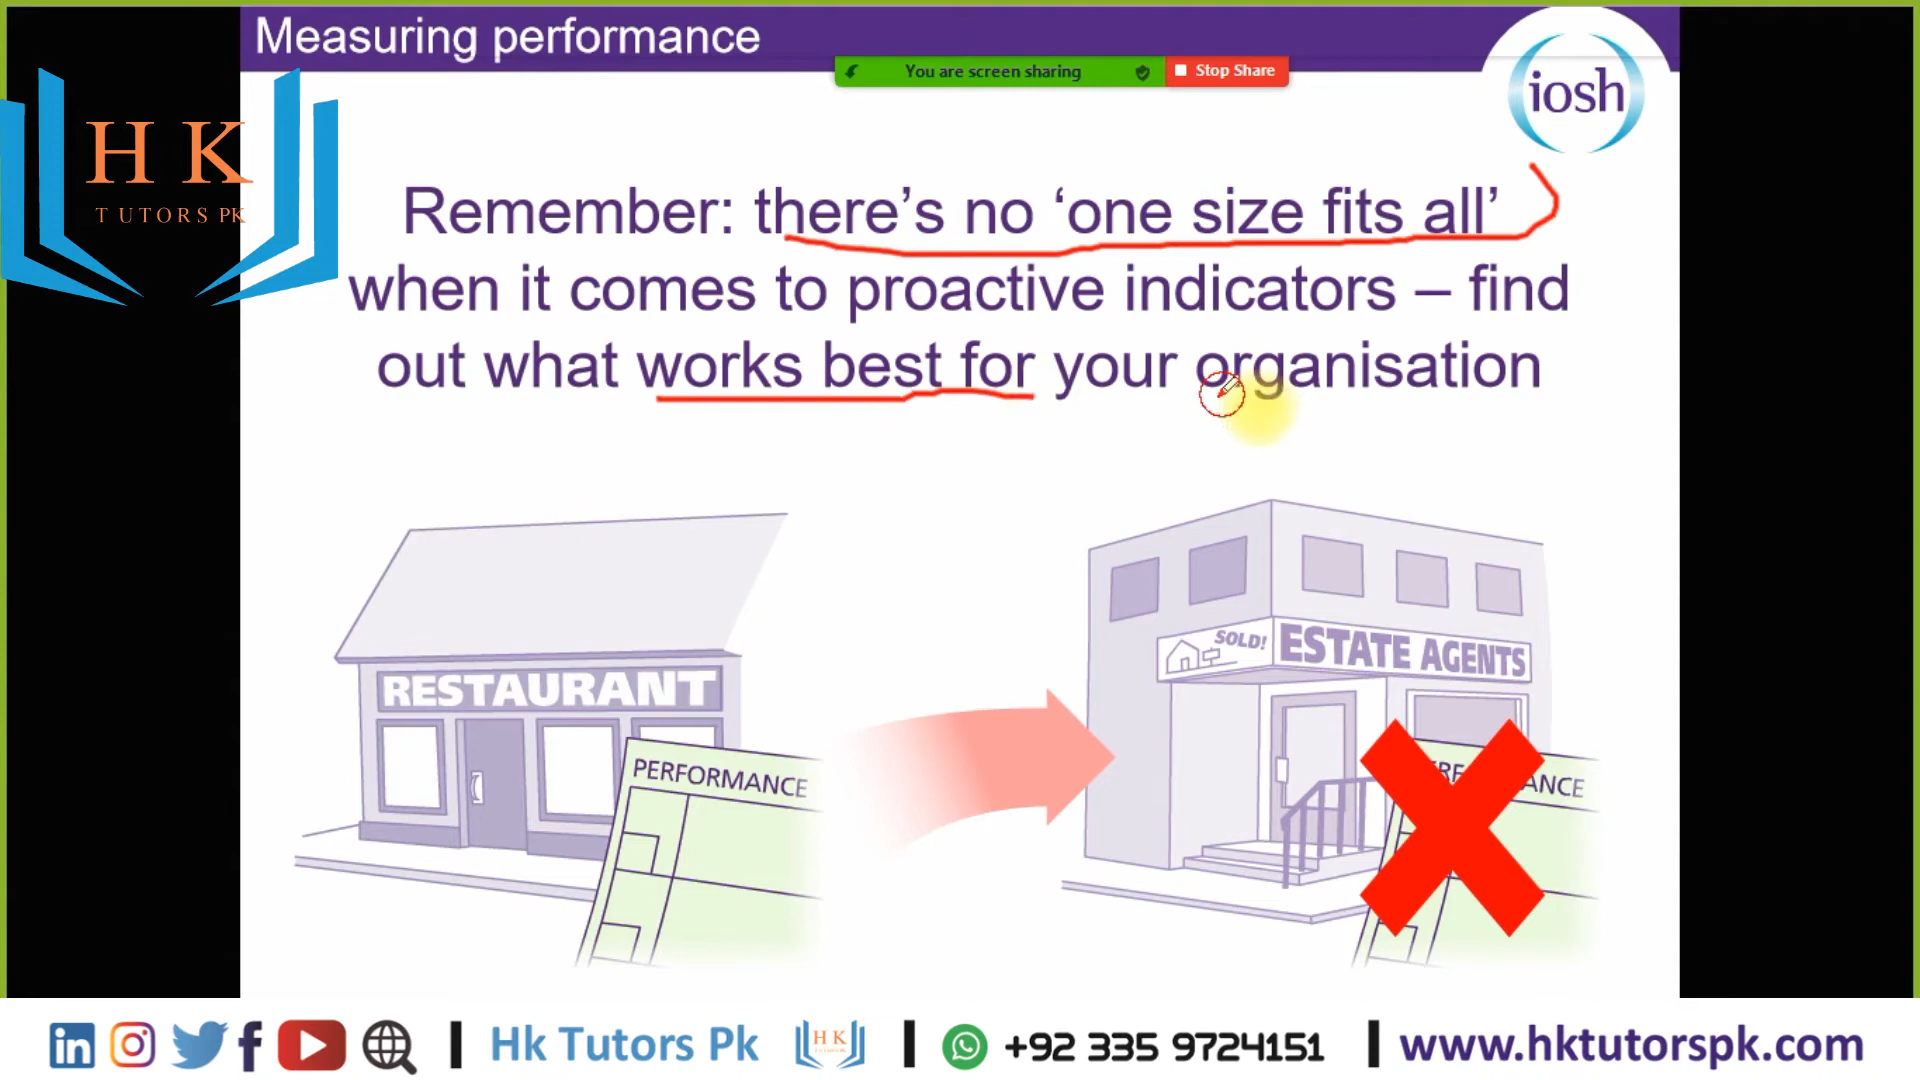 Measuring performance
You are screen sharing
Stop Share
iosh
H K
TUTORS PK
Remember: there’s no ‘one size fits all’
when it comes to proactive indicators – find
out what works best for your organisation
RESTAURANT
PERFORMANCE
SOLD!
ESTATE AGENTS
Hk Tutors Pk
H K
+92 335 9724151
www.hktutorspk.com